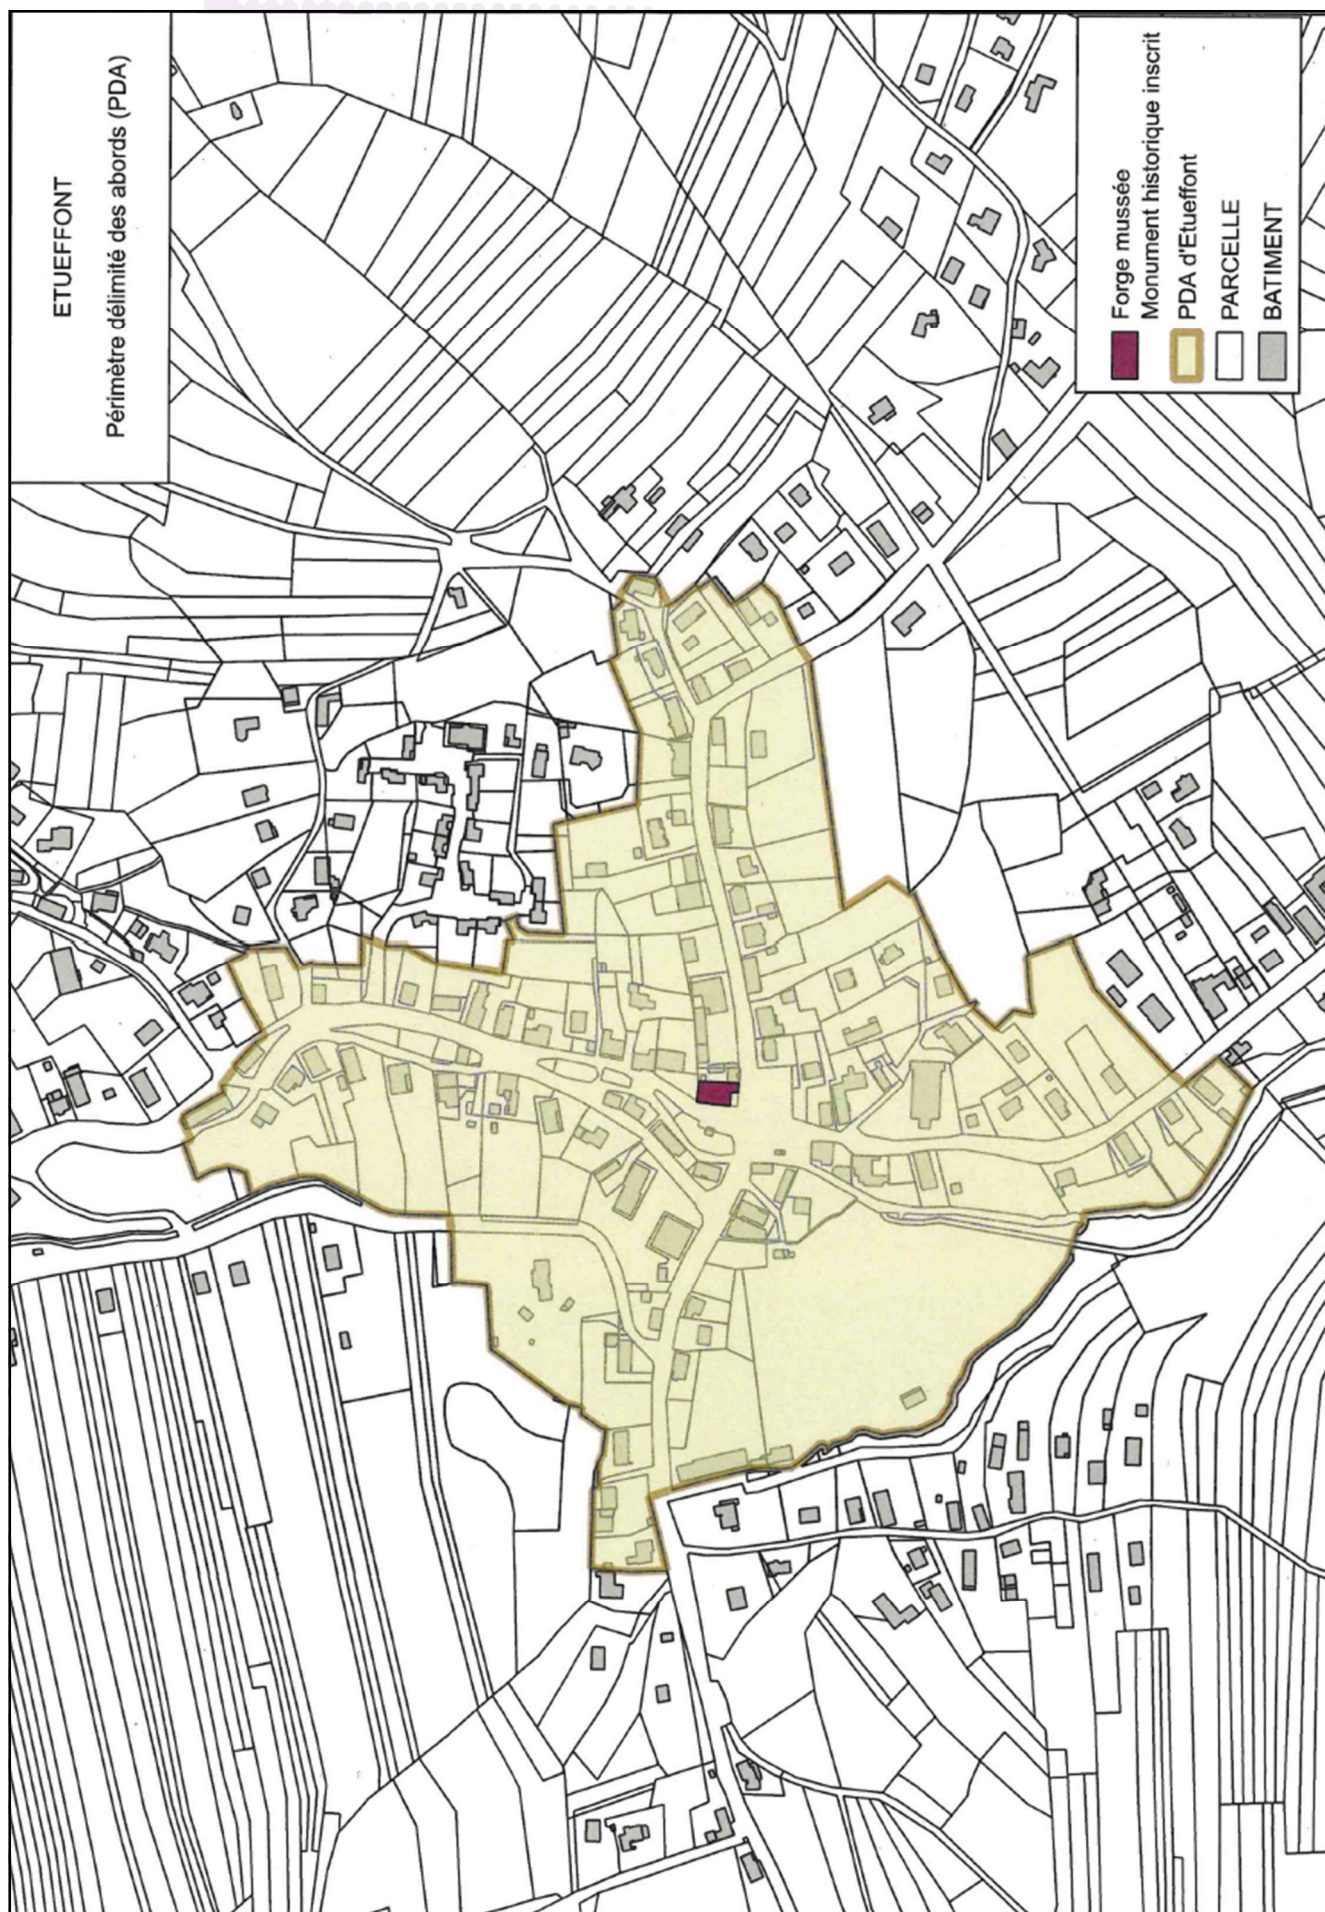 ETUEFFONT
Périmètre délimité des abords (PDA)
Forge mussée
Monument historique inscrit
PDA d'Etueffont
PARCELLE
BATIMENT